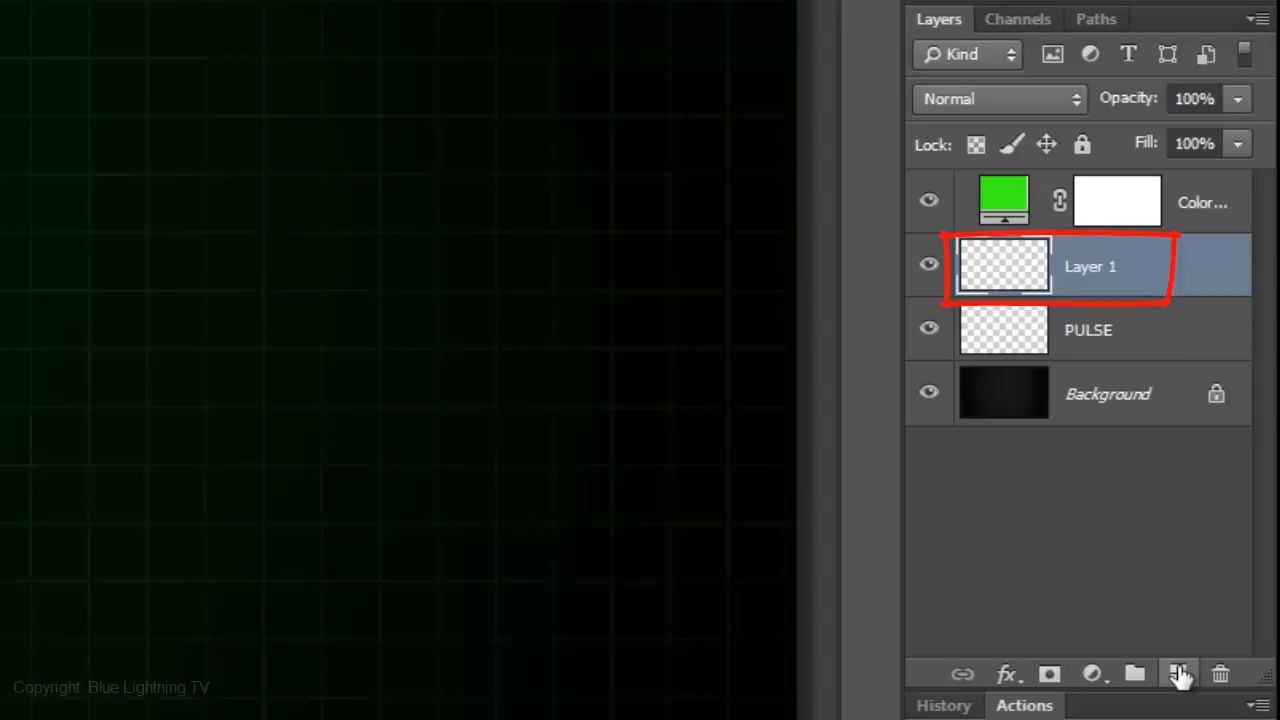 Layers Channels Paths
Kind T
Normal Opacity: 100%
Lock: Fill: 100%
Color...
Layer 1
PULSE
Background
fx
Copyright: Blue Lightning TV
History Actions